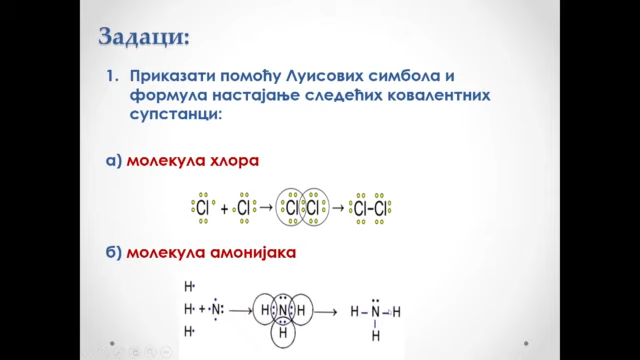 Задаци:
1. Приказати помоћу Луисових симбола и
формула настајање следећих ковалентних
супстанци:
а) молекула хлора
Cl + Cl → Cl Cl → Cl–Cl
б) молекула амонијака
H
H + N → H N H → H – N – H
H H H